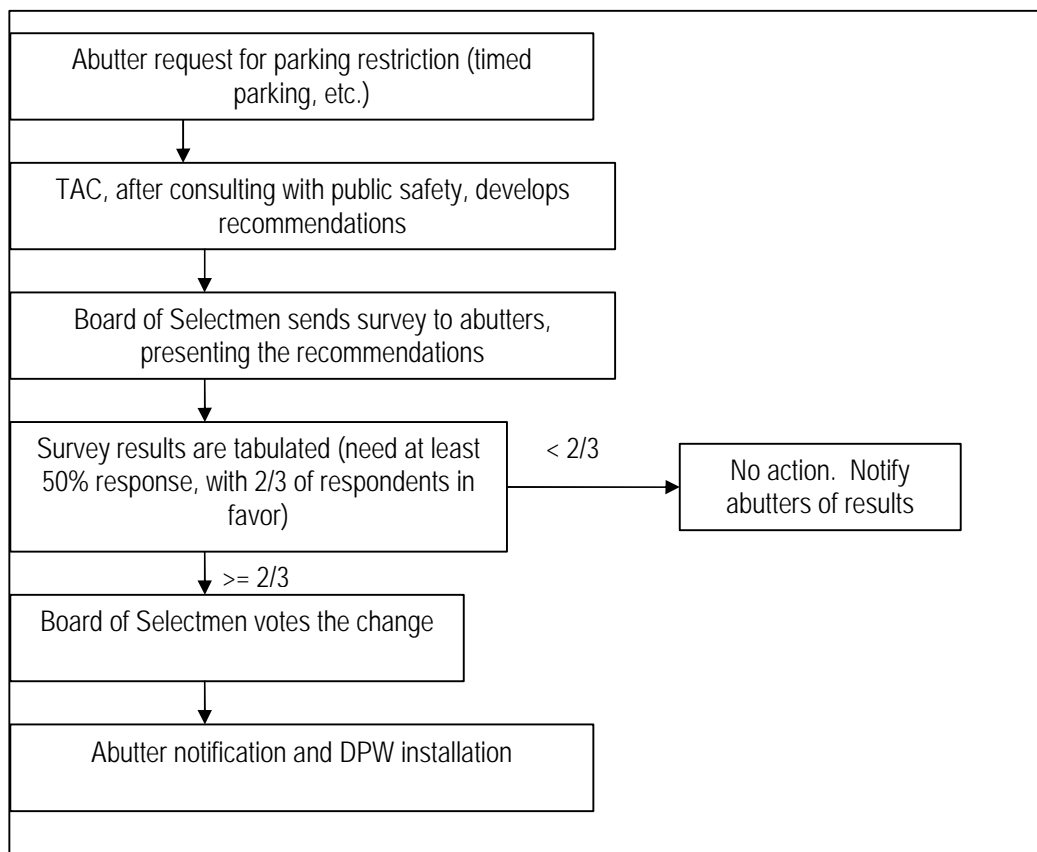 Abutter request for parking restriction (timed
parking, etc.)
TAC, after consulting with public safety, develops
recommendations
Board of Selectmen sends survey to abutters,
presenting the recommendations
Survey results are tabulated (need at least
50% response, with 2/3 of respondents in
favor)
< 2/3
No action.  Notify
abutters of results
>= 2/3
Board of Selectmen votes the change
Abutter notification and DPW installation